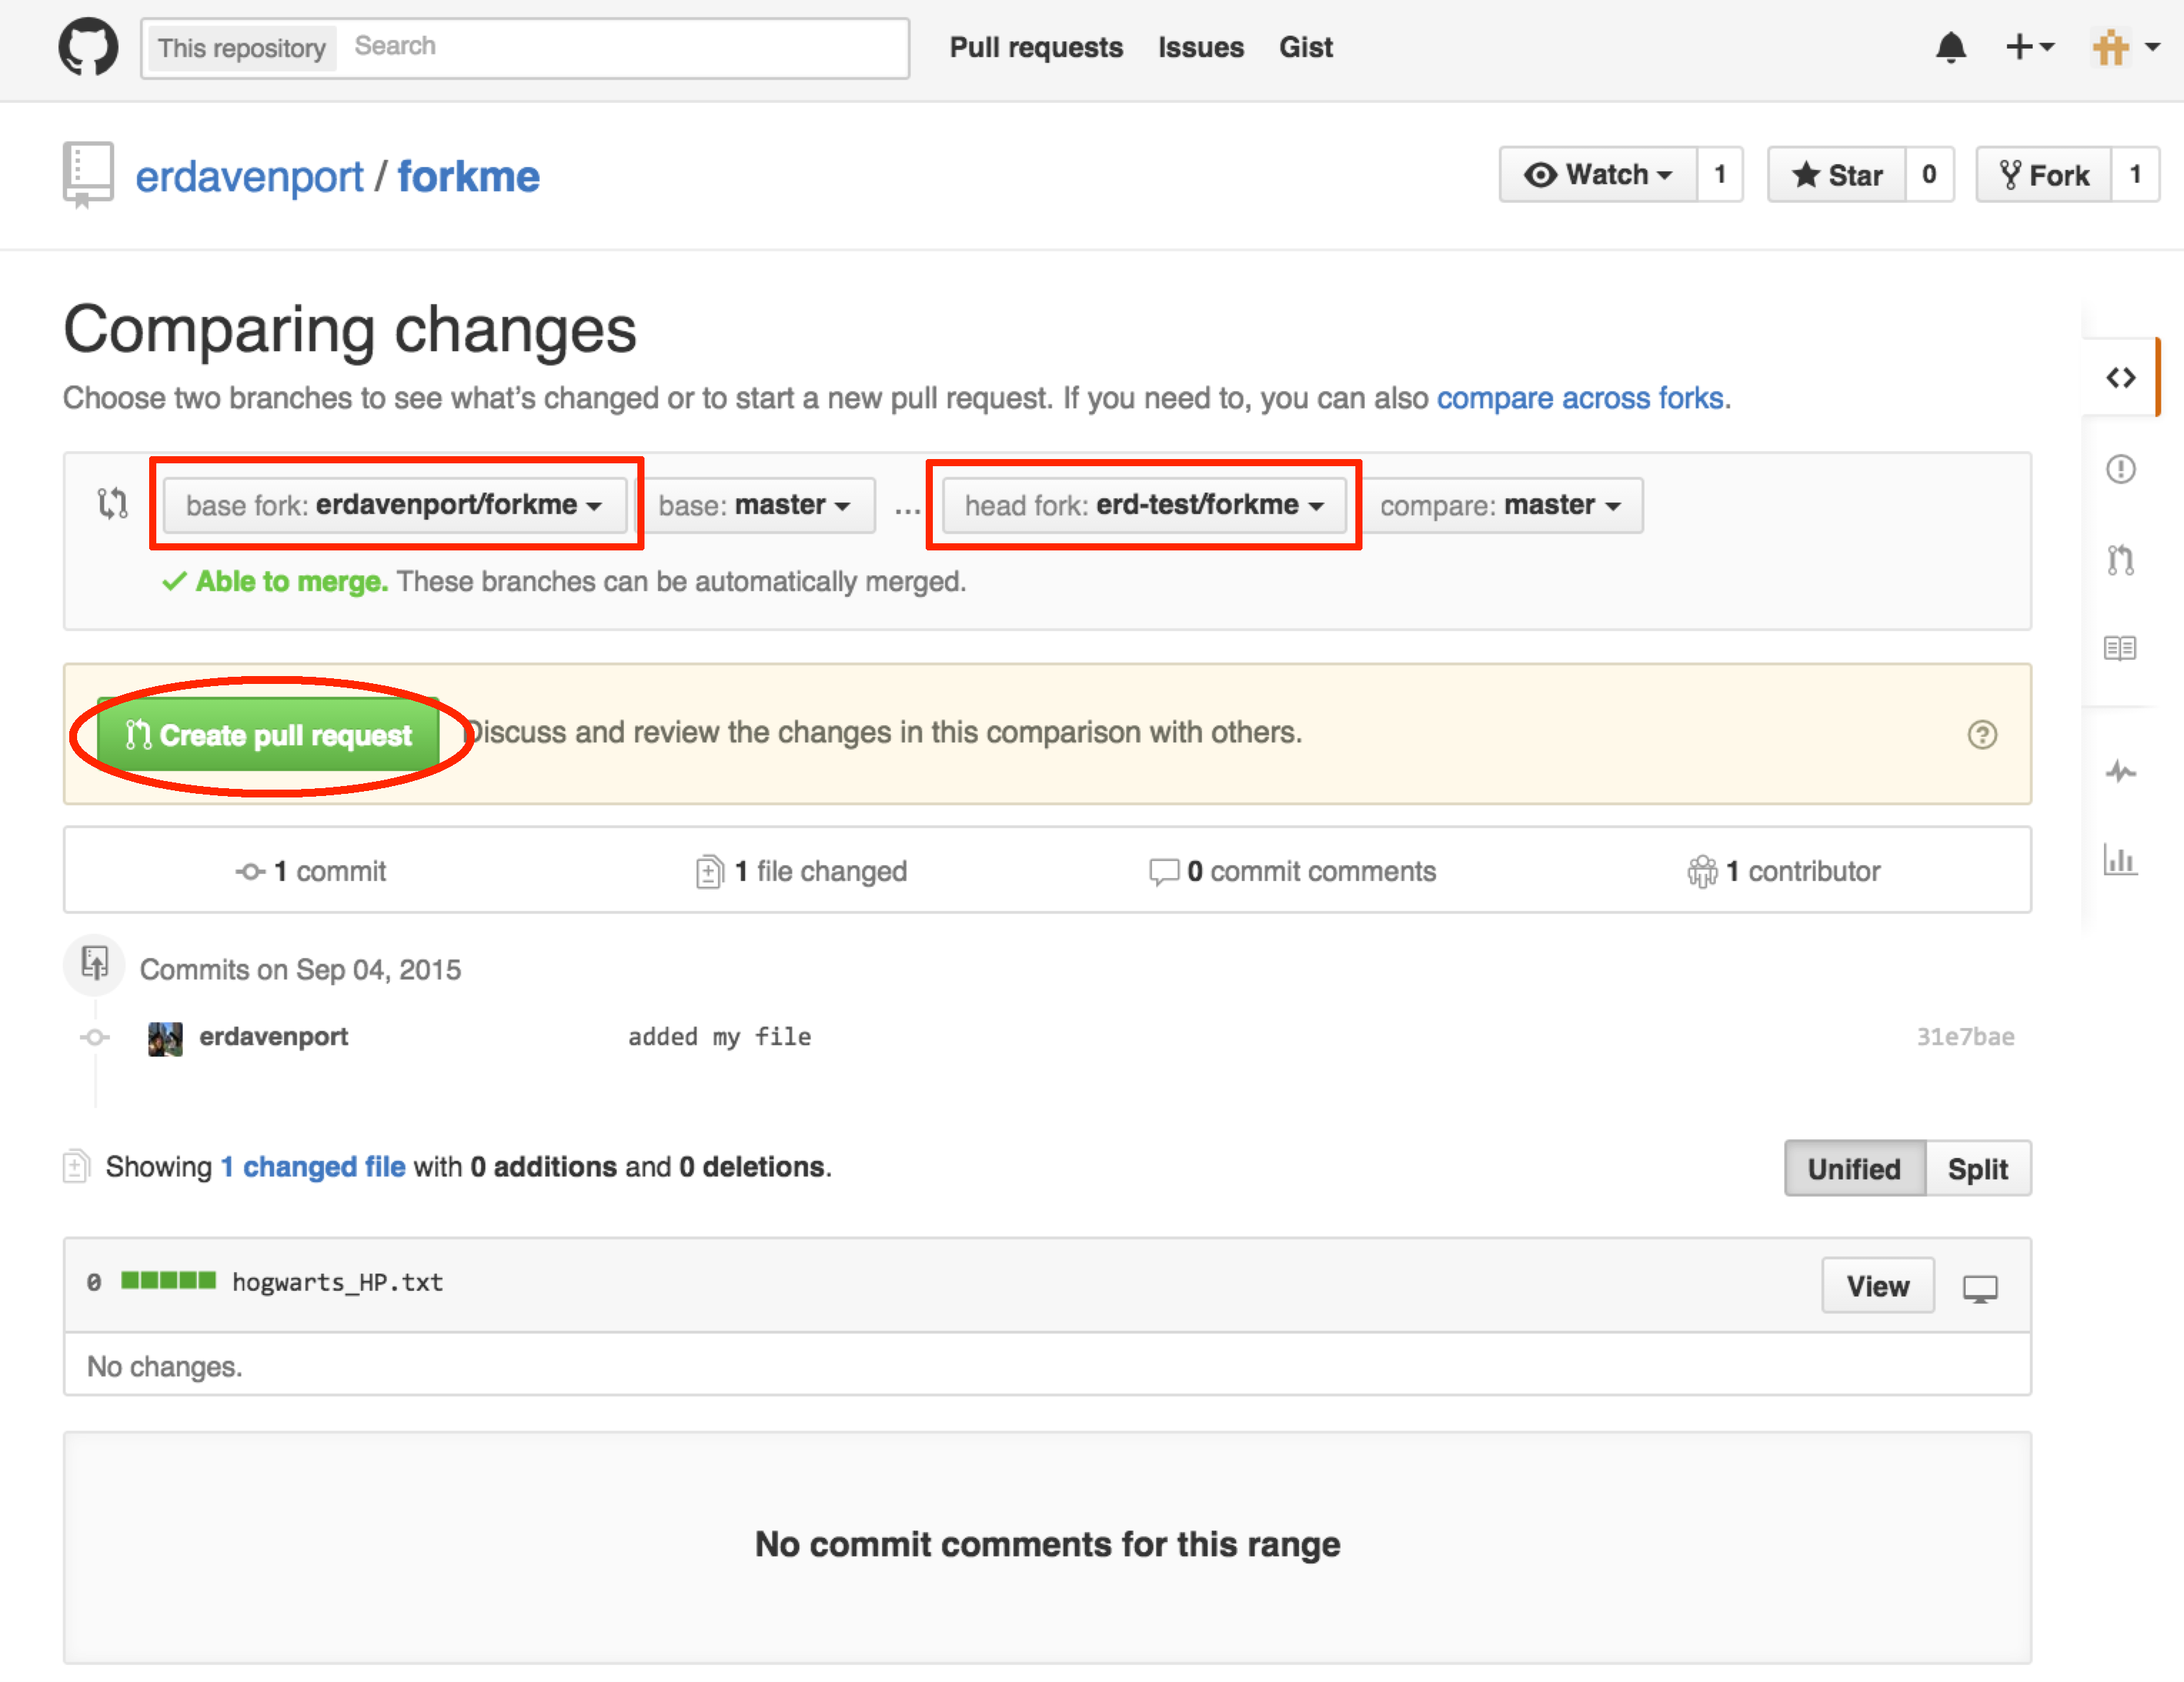 This repository Search Pull requests Issues Gist
erdavenport / forkme Watch 1 Star 0 Fork 1
Comparing changes
Choose two branches to see what's changed or to start a new pull request. If you need to, you can also compare across forks.
base fork: erdavenport/forkme base: master ... head fork: erd-test/forkme compare: master
Able to merge. These branches can be automatically merged.
Create pull request Discuss and review the changes in this comparison with others.
1 commit 1 file changed 0 commit comments 1 contributor
Commits on Sep 04, 2015
erdavenport added my file 31e7bae
Showing 1 changed file with 0 additions and 0 deletions. Unified Split
0 hogwarts_HP.txt View
No changes.
No commit comments for this range